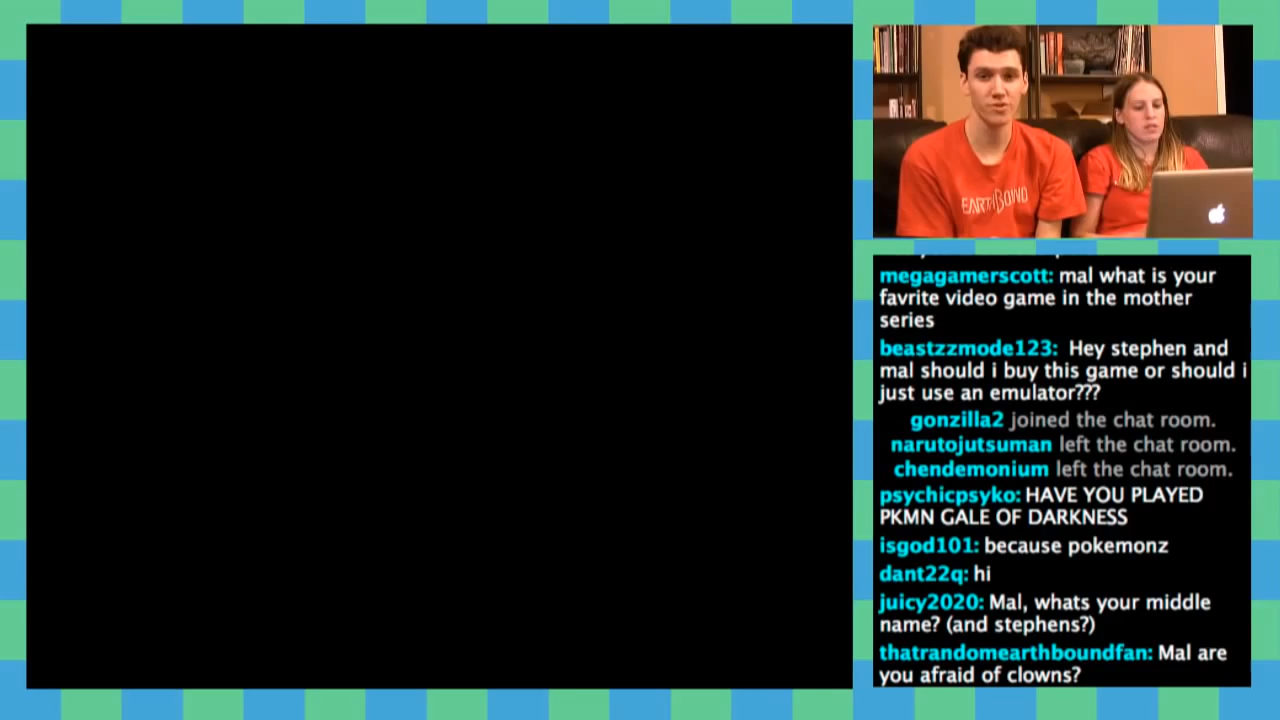 EARTHBOUND
megagamerscott: mal what is your
favrite video game in the mother
series
beastzzmode123: Hey stephen and
mal should i buy this game or should i
just use an emulator???
gonzilla2 joined the chat room.
narutojutsuman left the chat room.
chendemonium left the chat room.
psychicpsyko: HAVE YOU PLAYED
PKMN GALE OF DARKNESS
isgod101: because pokemonz
dant22q: hi
juicy2020: Mal, whats your middle
name? (and stephens?)
thatrandomearthboundfan: Mal are
you afraid of clowns?